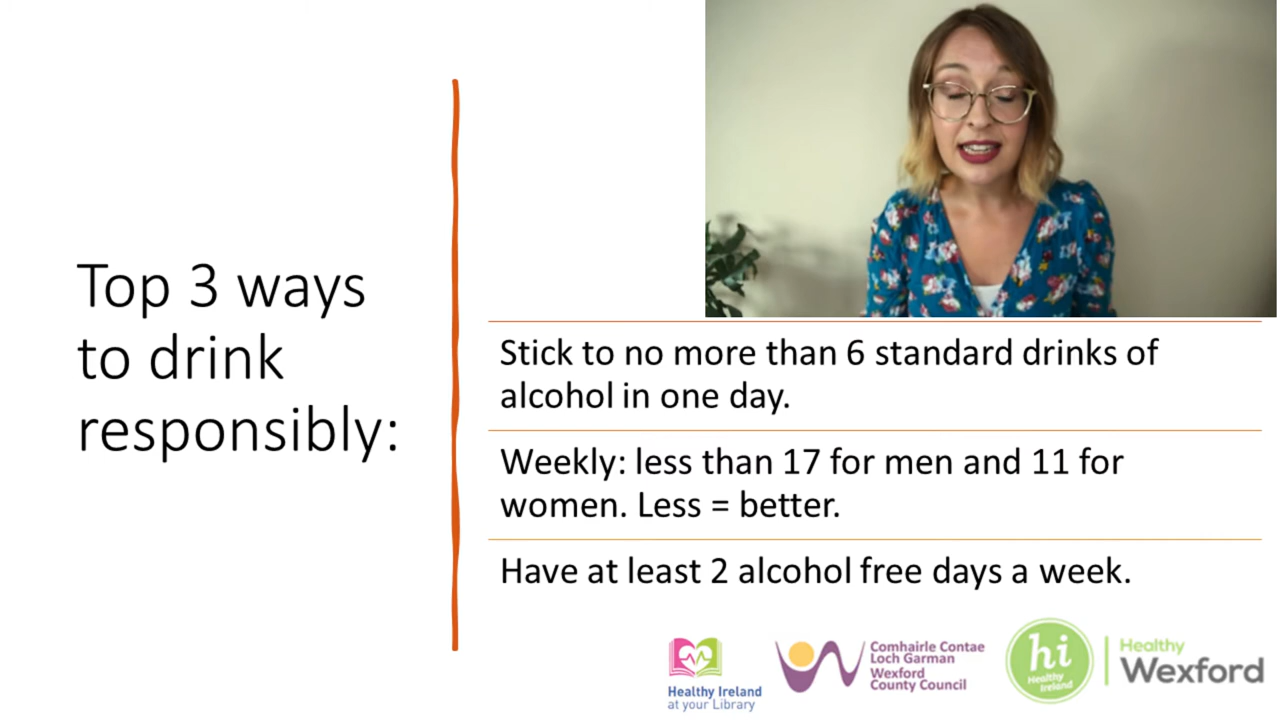 Top 3 ways
to drink
responsibly:
Stick to no more than 6 standard drinks of
alcohol in one day.
Weekly: less than 17 for men and 11 for
women. Less = better.
Have at least 2 alcohol free days a week.
Healthy Ireland
at your Library
Comhairle Contae
Loch Garman
Wexford
County Council
hi
Healthy
Ireland
Healthy
Wexford